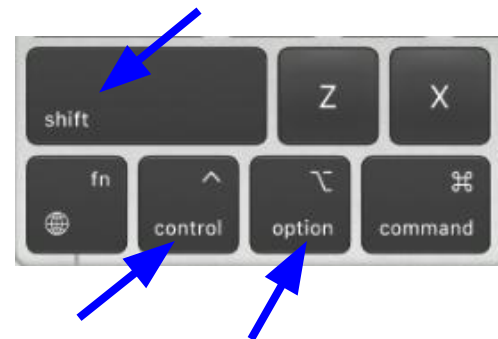 Z X
shift
fn ^ ⌥ ⌘
control option command